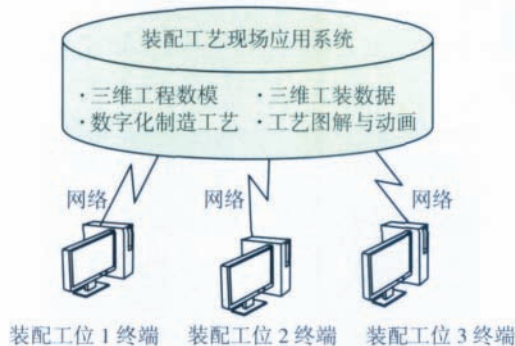 装配工艺现场应用系统
·三维工程数模 ·三维工装数据
·数字化制造工艺 ·工艺图解与动画
网络 网络 网络
装配工位1终端 装配工位2终端 装配工位3终端